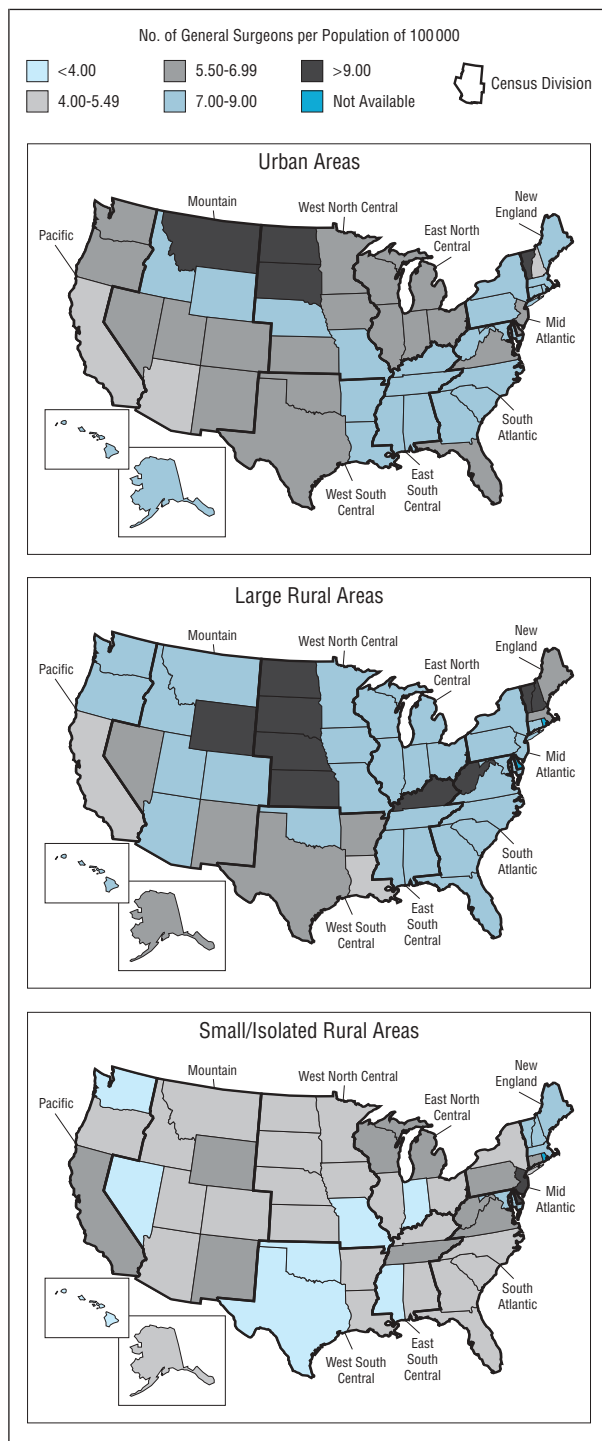 No. of General Surgeons per Population of 100 000
<4.00
5.50-6.99
>9.00
4.00-5.49
7.00-9.00
Not Available
Census Division
Urban Areas
Mountain
West North Central
New
England
East North
Central
Pacific
Mid
Atlantic
South
Atlantic
West South
Central
East
South
Central
Large Rural Areas
Mountain
West North Central
New
England
East North
Central
Pacific
Mid
Atlantic
South
Atlantic
West South
Central
East
South
Central
Small/Isolated Rural Areas
Mountain
West North Central
New
England
East North
Central
Pacific
Mid
Atlantic
South
Atlantic
West South
Central
East
South
Central